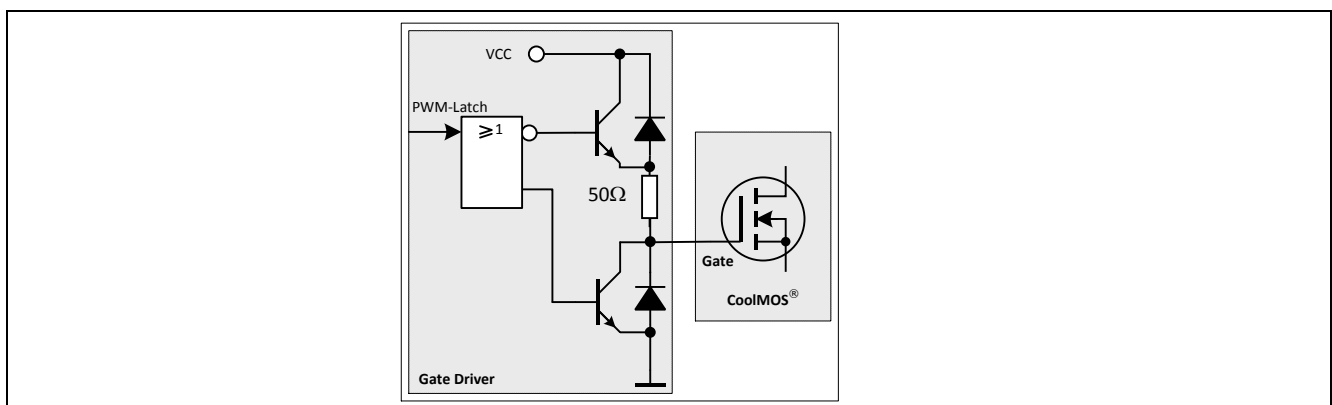 VCC
PWM-Latch
≥1
50Ω
Gate
CoolMOS®
Gate Driver